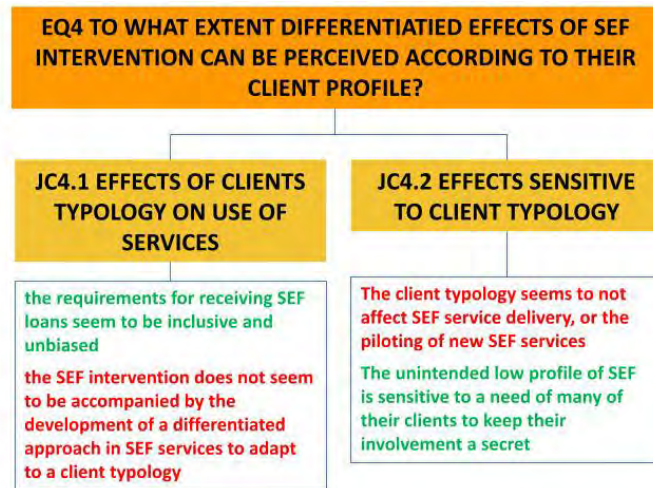 EQ4 TO WHAT EXTENT DIFFERENTIATIED EFFECTS OF SEF
INTERVENTION CAN BE PERCEIVED ACCORDING TO THEIR
CLIENT PROFILE?
JC4.1 EFFECTS OF CLIENTS
TYPOLOGY ON USE OF
SERVICES
the requirements for receiving SEF
loans seem to be inclusive and
unbiased
the SEF intervention does not seem
to be accompanied by the
development of a differentiated
approach in SEF services to adapt
to a client typology
JC4.2 EFFECTS SENSITIVE
TO CLIENT TYPOLOGY
The client typology seems to not
affect SEF service delivery, or the
piloting of new SEF services
The unintended low profile of SEF
is sensitive to a need of many of
their clients to keep their
involvement a secret